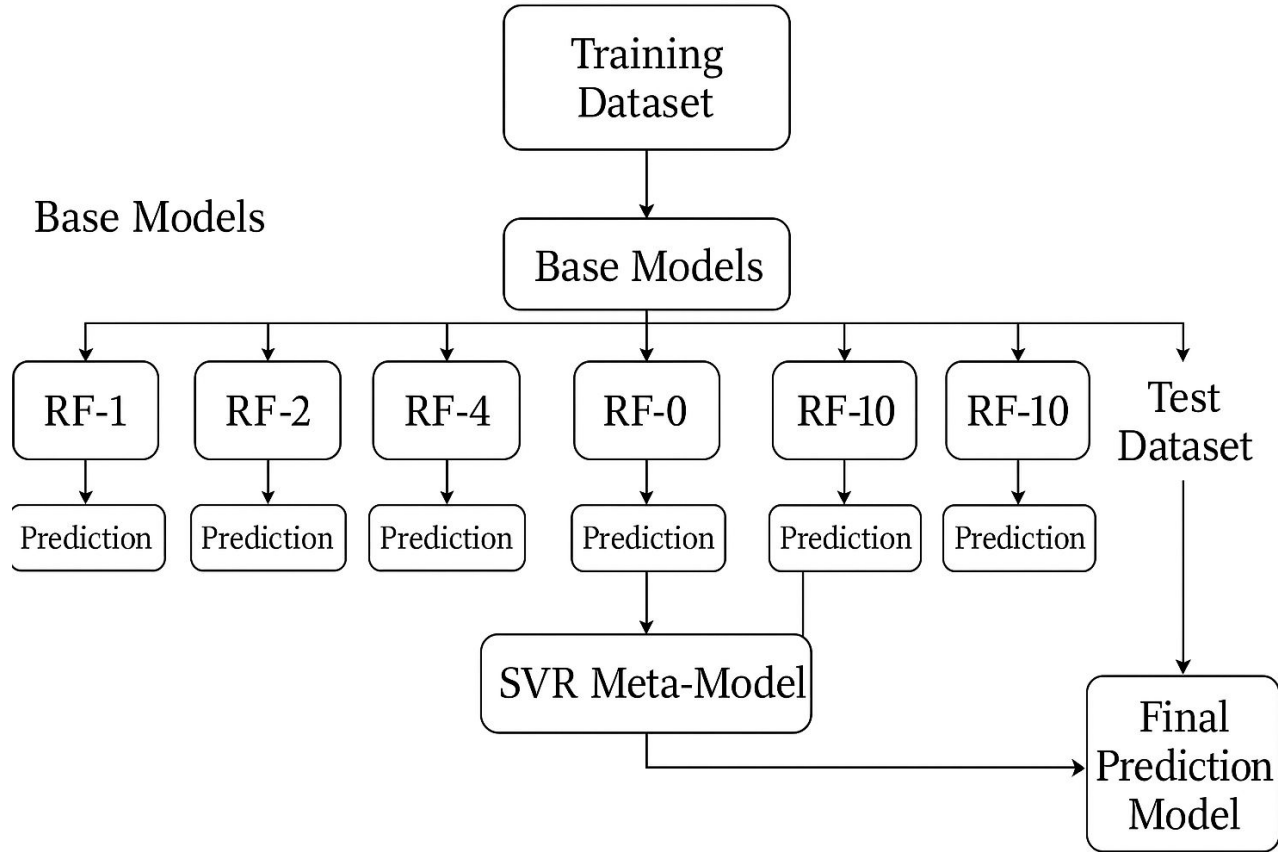 Training
Dataset
Base Models
Base Models
RF-1
RF-2
RF-4
RF-0
RF-10
RF-10
Test
Dataset
Prediction
Prediction
Prediction
Prediction
Prediction
Prediction
SVR Meta-Model
Final
Prediction
Model